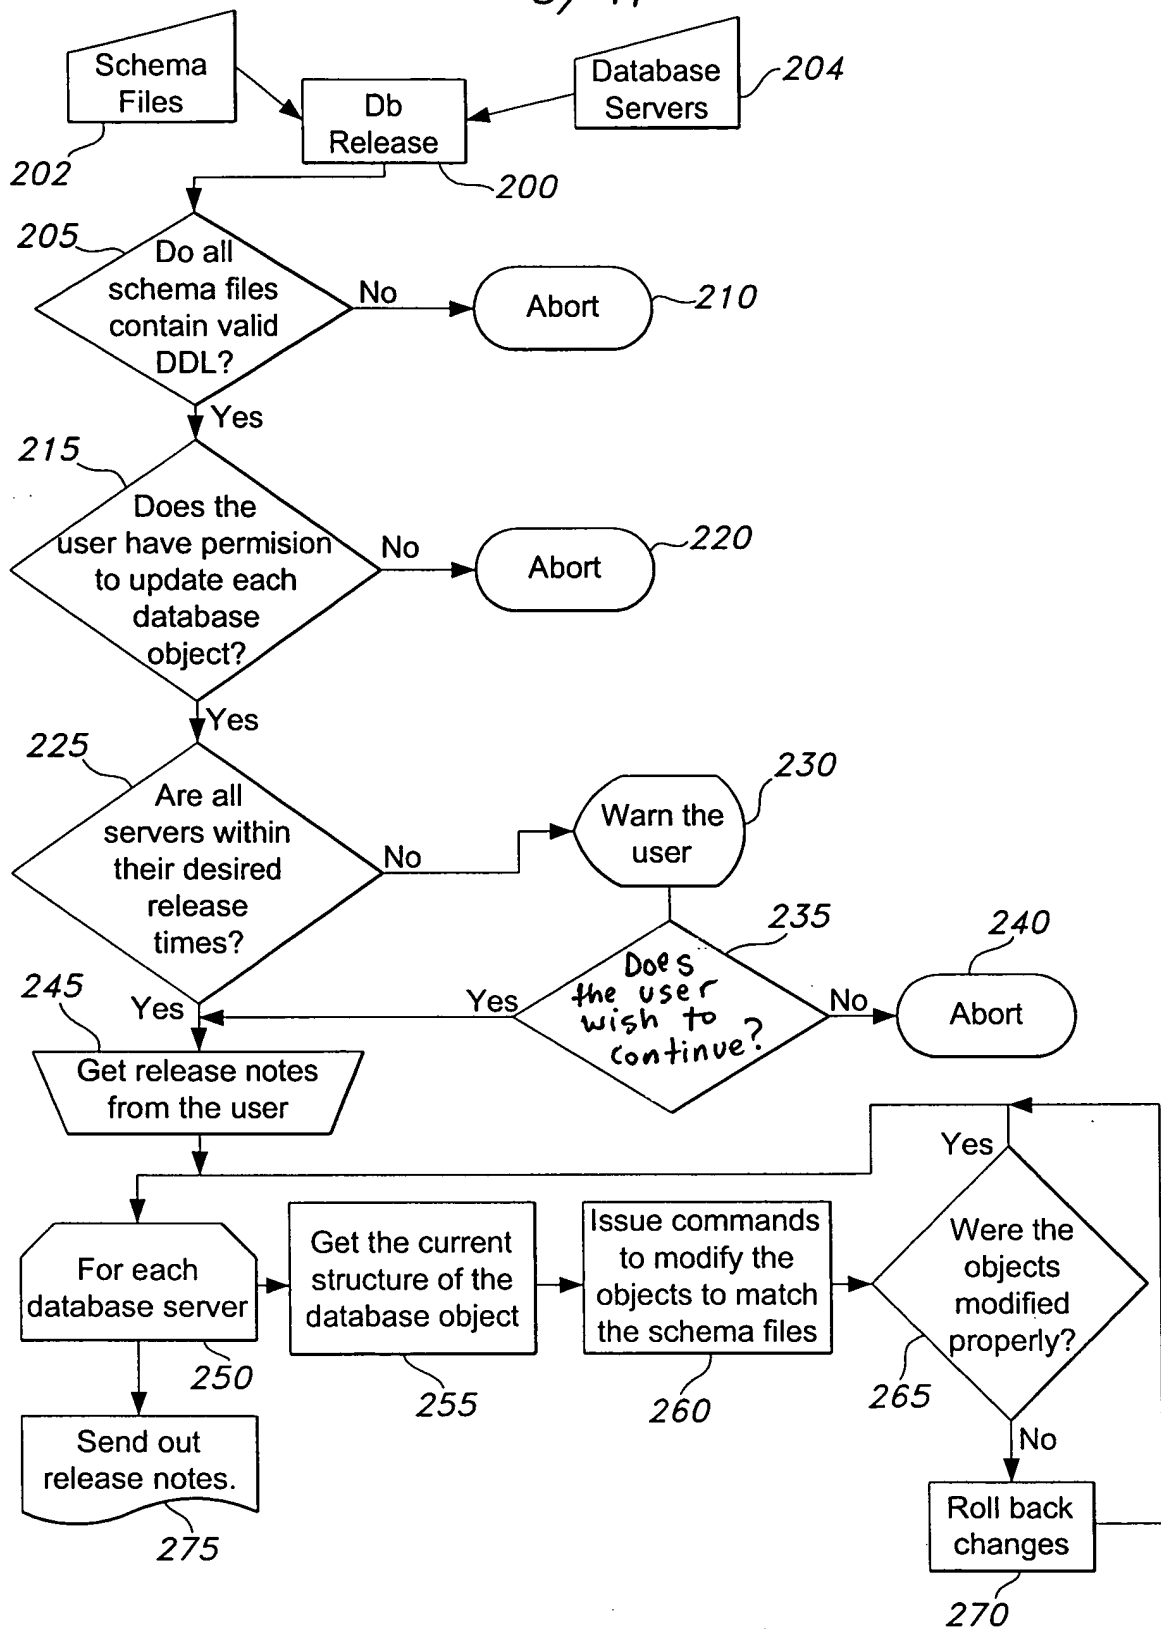 Schema
Files
202
Db
Release
200
Database
Servers
204
205
Do all
schema files
contain valid
DDL?
No
Abort
210
Yes
215
Does the
user have permision
to update each
database
object?
No
Abort
220
Yes
225
Are all
servers within
their desired
release
times?
No
Warn the
user
230
235
Does
the user
wish to
continue?
Yes
No
Abort
240
Yes
245
Get release notes
from the user
For each
database server
250
Get the current
structure of the
database object
255
Issue commands
to modify the
objects to match
the schema files
260
Yes
Were the
objects
modified
properly?
265
No
Roll back
changes
270
Send out
release notes.
275